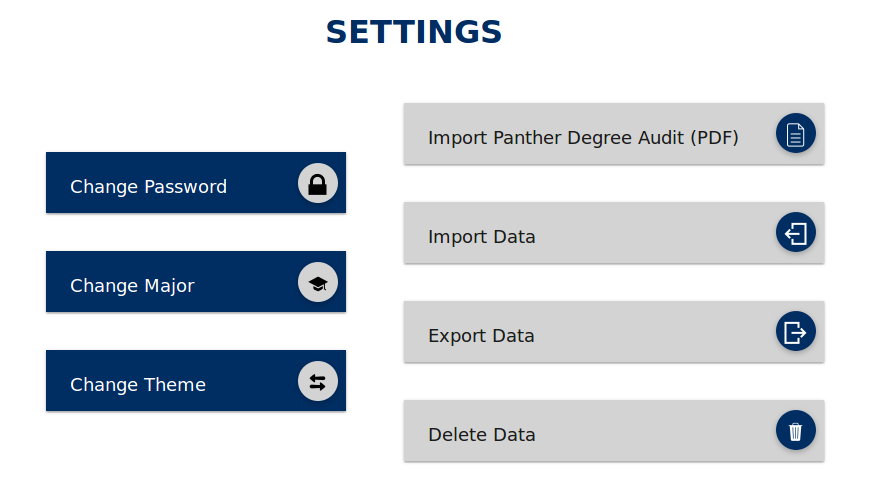 SETTINGS
Change Password
Change Major
Change Theme
Import Panther Degree Audit (PDF)
Import Data
Export Data
Delete Data